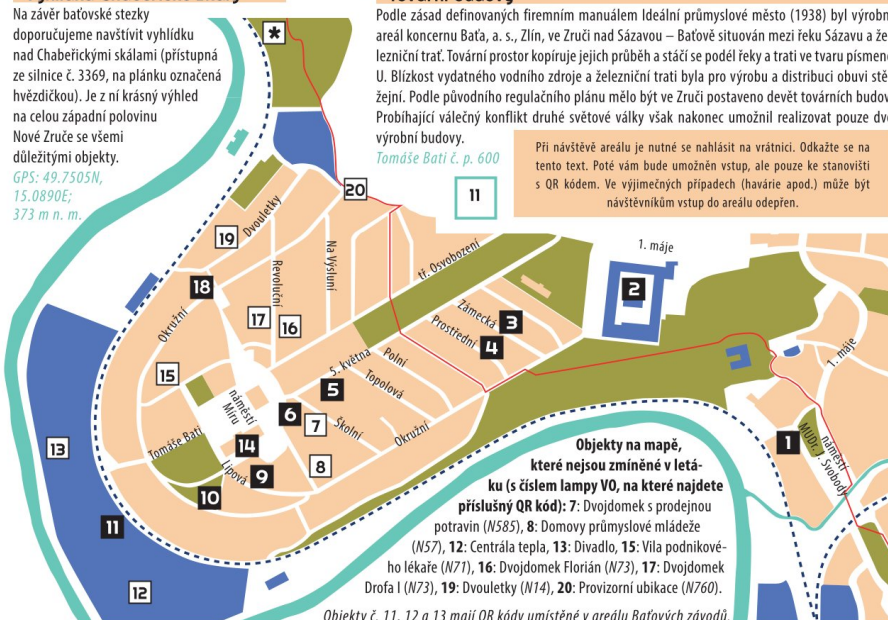 Na závěr baťovské stezky
doporučujeme navštívit vyhlídku
nad Chabeřickými skálami (přístupná
ze silnice č. 3369, na plánku označená
hvězdičkou). Je z ní krásný výhled
na celou západní polovinu
Nové Zruče se všemi
důležitými objekty.
GPS: 49.7505N,
15.0890E;
373 m n. m.
Podle zásad definovaných firemním manuálem Ideální průmyslové město (1938) byl výrobn
areál koncernu Baťa, a. s., Zlín, ve Zruči nad Sázavou – Baťově situován mezi řeku Sázavu a že
lezniční trať. Tovární prostor kopíruje jejich průběh a stáčí se podél řeky a trati ve tvaru písmen
U. Blízkost vydatného vodního zdroje a železniční trati byla pro výrobu a distribuci obuvi stě
žejní. Podle původního regulačního plánu mělo být ve Zruči postaveno devět továrních budov
Probíhající válečný konflikt druhé světové války však nakonec umožnil realizovat pouze dvě
výrobní budovy.
Tomáše Bati č. p. 600
11
Při návštěvě areálu je nutné se nahlásit na vrátnici. Odkažte se na
tento text. Poté vám bude umožněn vstup, ale pouze ke stanovišti
s QR kódem. Ve výjimečných případech (havárie apod.) může být
návštěvníkům vstup do areálu odepřen.
*
20
19
Dvouletky
18
Revoluční
Na Výsluní
tř. Osvobození
1. máje
2
Okružní
17
16
Zámecká
3
Prostřední
4
15
5. května
Polní
Topolová
5
náměstí
Míru
6
7
Školní
Okružní
1. máje
13
Tomáše Bati
14
Lipová
9
8
10
11
12
1
náměstí
MUDr. J. Svobody
Objekty na mapě,
které nejsou zmíněné v letá-
ku (s číslem lampy VO, na které najdete
příslušný QR kód): 7: Dvojdomek s prodejnou
potravin (N585), 8: Domovy průmyslové mládeže
(N57), 12: Centrála tepla, 13: Divadlo, 15: Vila podnikové-
ho lékaře (N71), 16: Dvojdomek Florián (N73), 17: Dvojdomek
Drofa I (N73), 19: Dvouletky (N14), 20: Provizorní ubikace (N760).
Objekty č. 11, 12 a 13 mají QR kódy umístěné v areálu Baťových závodů.